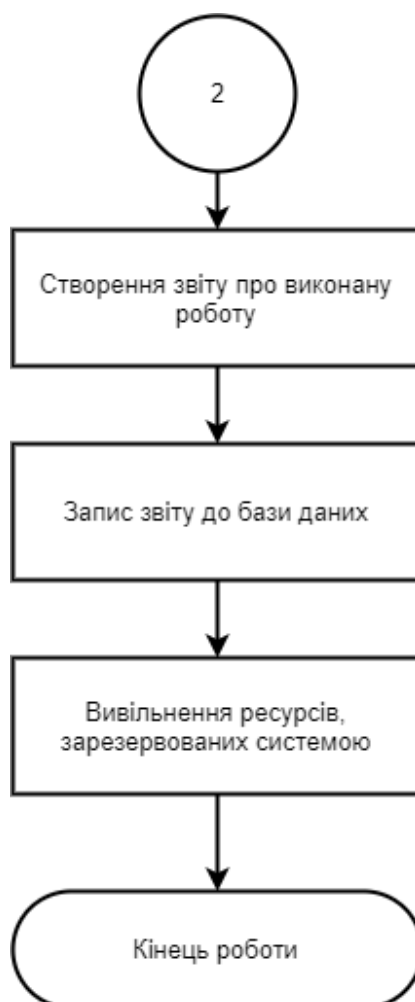 2
Створення звіту про виконану
роботу
Запис звіту до бази даних
Вивільнення ресурсів,
зарезервованих системою
Кінець роботи